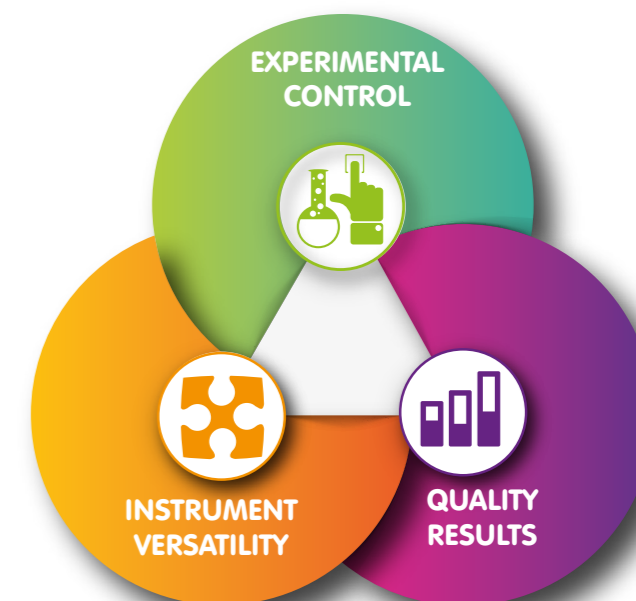 EXPERIMENTAL
CONTROL
INSTRUMENT
VERSATILITY
QUALITY
RESULTS